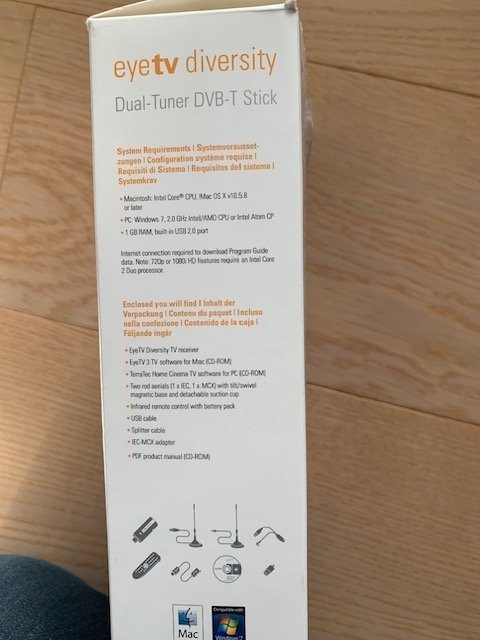 eyetv diversity
Dual-Tuner DVB-T Stick
System Requirements | Systemvorausset-
zungen | Configuration système requise |
Requisiti di Sistema | Requisitos del sistema |
Systemkrav
• Macintosh: Intel Core® CPU, !Mac OS X v10.5.8
or later
• PC: Windows 7, 2.0 GHz Intel/AMD CPU or Intel Atom CP
• 1 GB RAM, built-in USB 2.0 port
Internet connection required to download Program Guide
data. Note: 720p or 1080i HD features require an Intel Core
2 Duo processor.
Enclosed you will find | Inhalt der
Verpackung | Contenu du paquet | Incluso
nella confezione | Contenido de la caja |
Följande ingår
• EyeTV Diversity TV receiver
• EyeTV 3 TV software for Mac (CD-ROM)
• TerraTec Home Cinema TV software for PC (CD-ROM)
• Two rod aerials (1 x IEC, 1 x MCX) with tilt/swivel
magnetic base and detachable suction cup
• Infrared remote control with battery pack
• USB cable
• Splitter cable
• IEC-MCX adapter
• PDF product manual (CD-ROM)
Mac
Compatible with
Windows 7